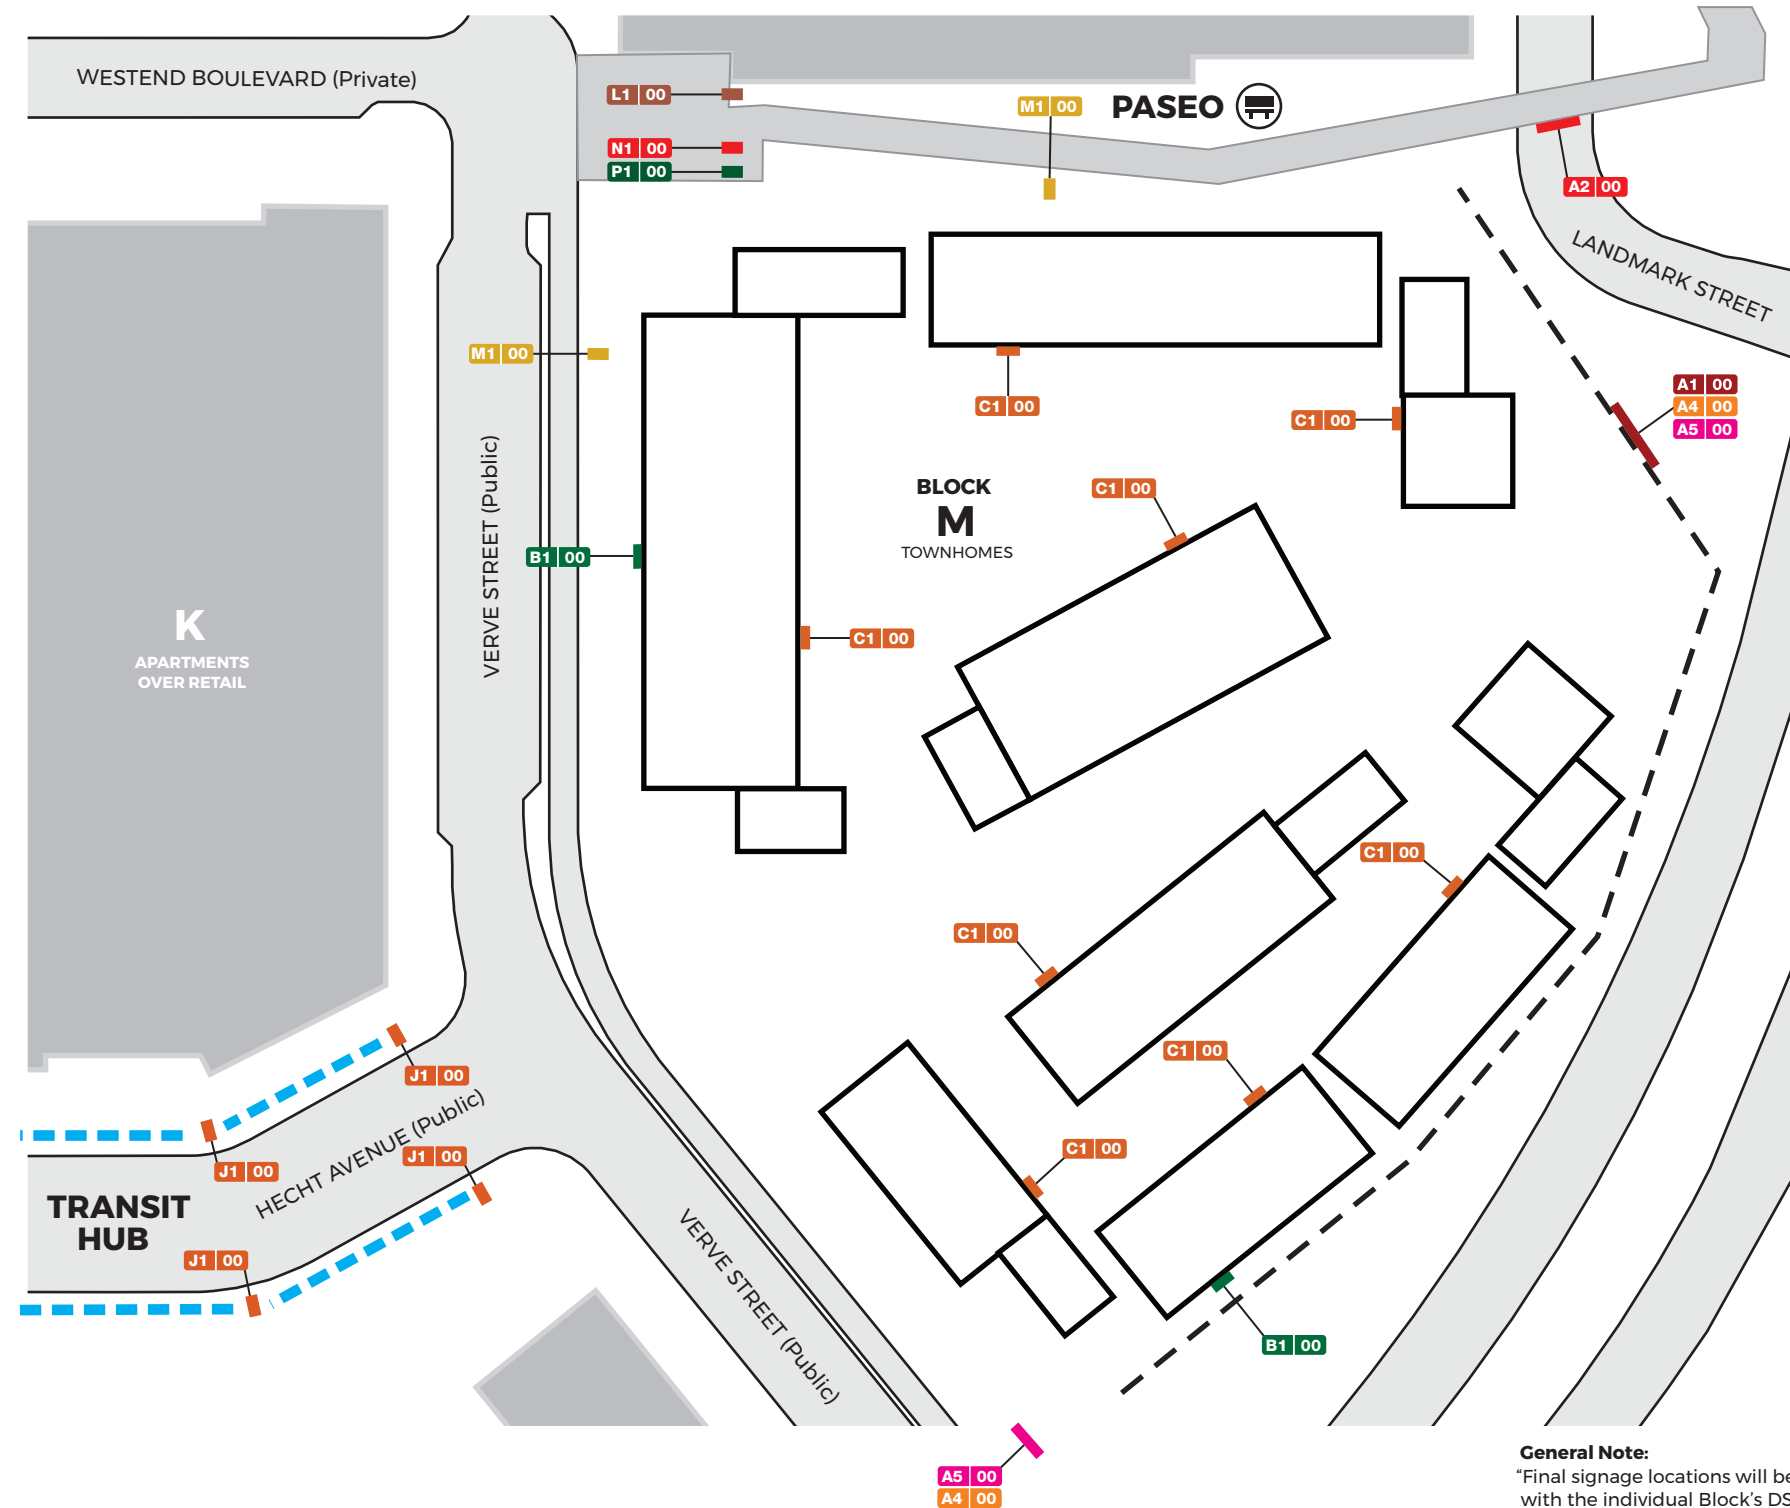 WESTEND BOULEVARD (Private)
L1 00
M1 00
PASEO
N1 00
P1 00
A2 00
LANDMARK STREET
M1 00
C1 00
C1 00
A1 00
A4 00
A5 00
VERVE STREET (Public)
BLOCK
M
TOWNHOMES
C1 00
B1 00
C1 00
K
APARTMENTS
OVER RETAIL
C1 00
C1 00
C1 00
J1 00
HECHT AVENUE (Public)
J1 00
J1 00
C1 00
TRANSIT
HUB
J1 00
VERVE STREET (Public)
B1 00
A5 00
A4 00
General Note:
“Final signage locations will be
with the individual Block’s DS